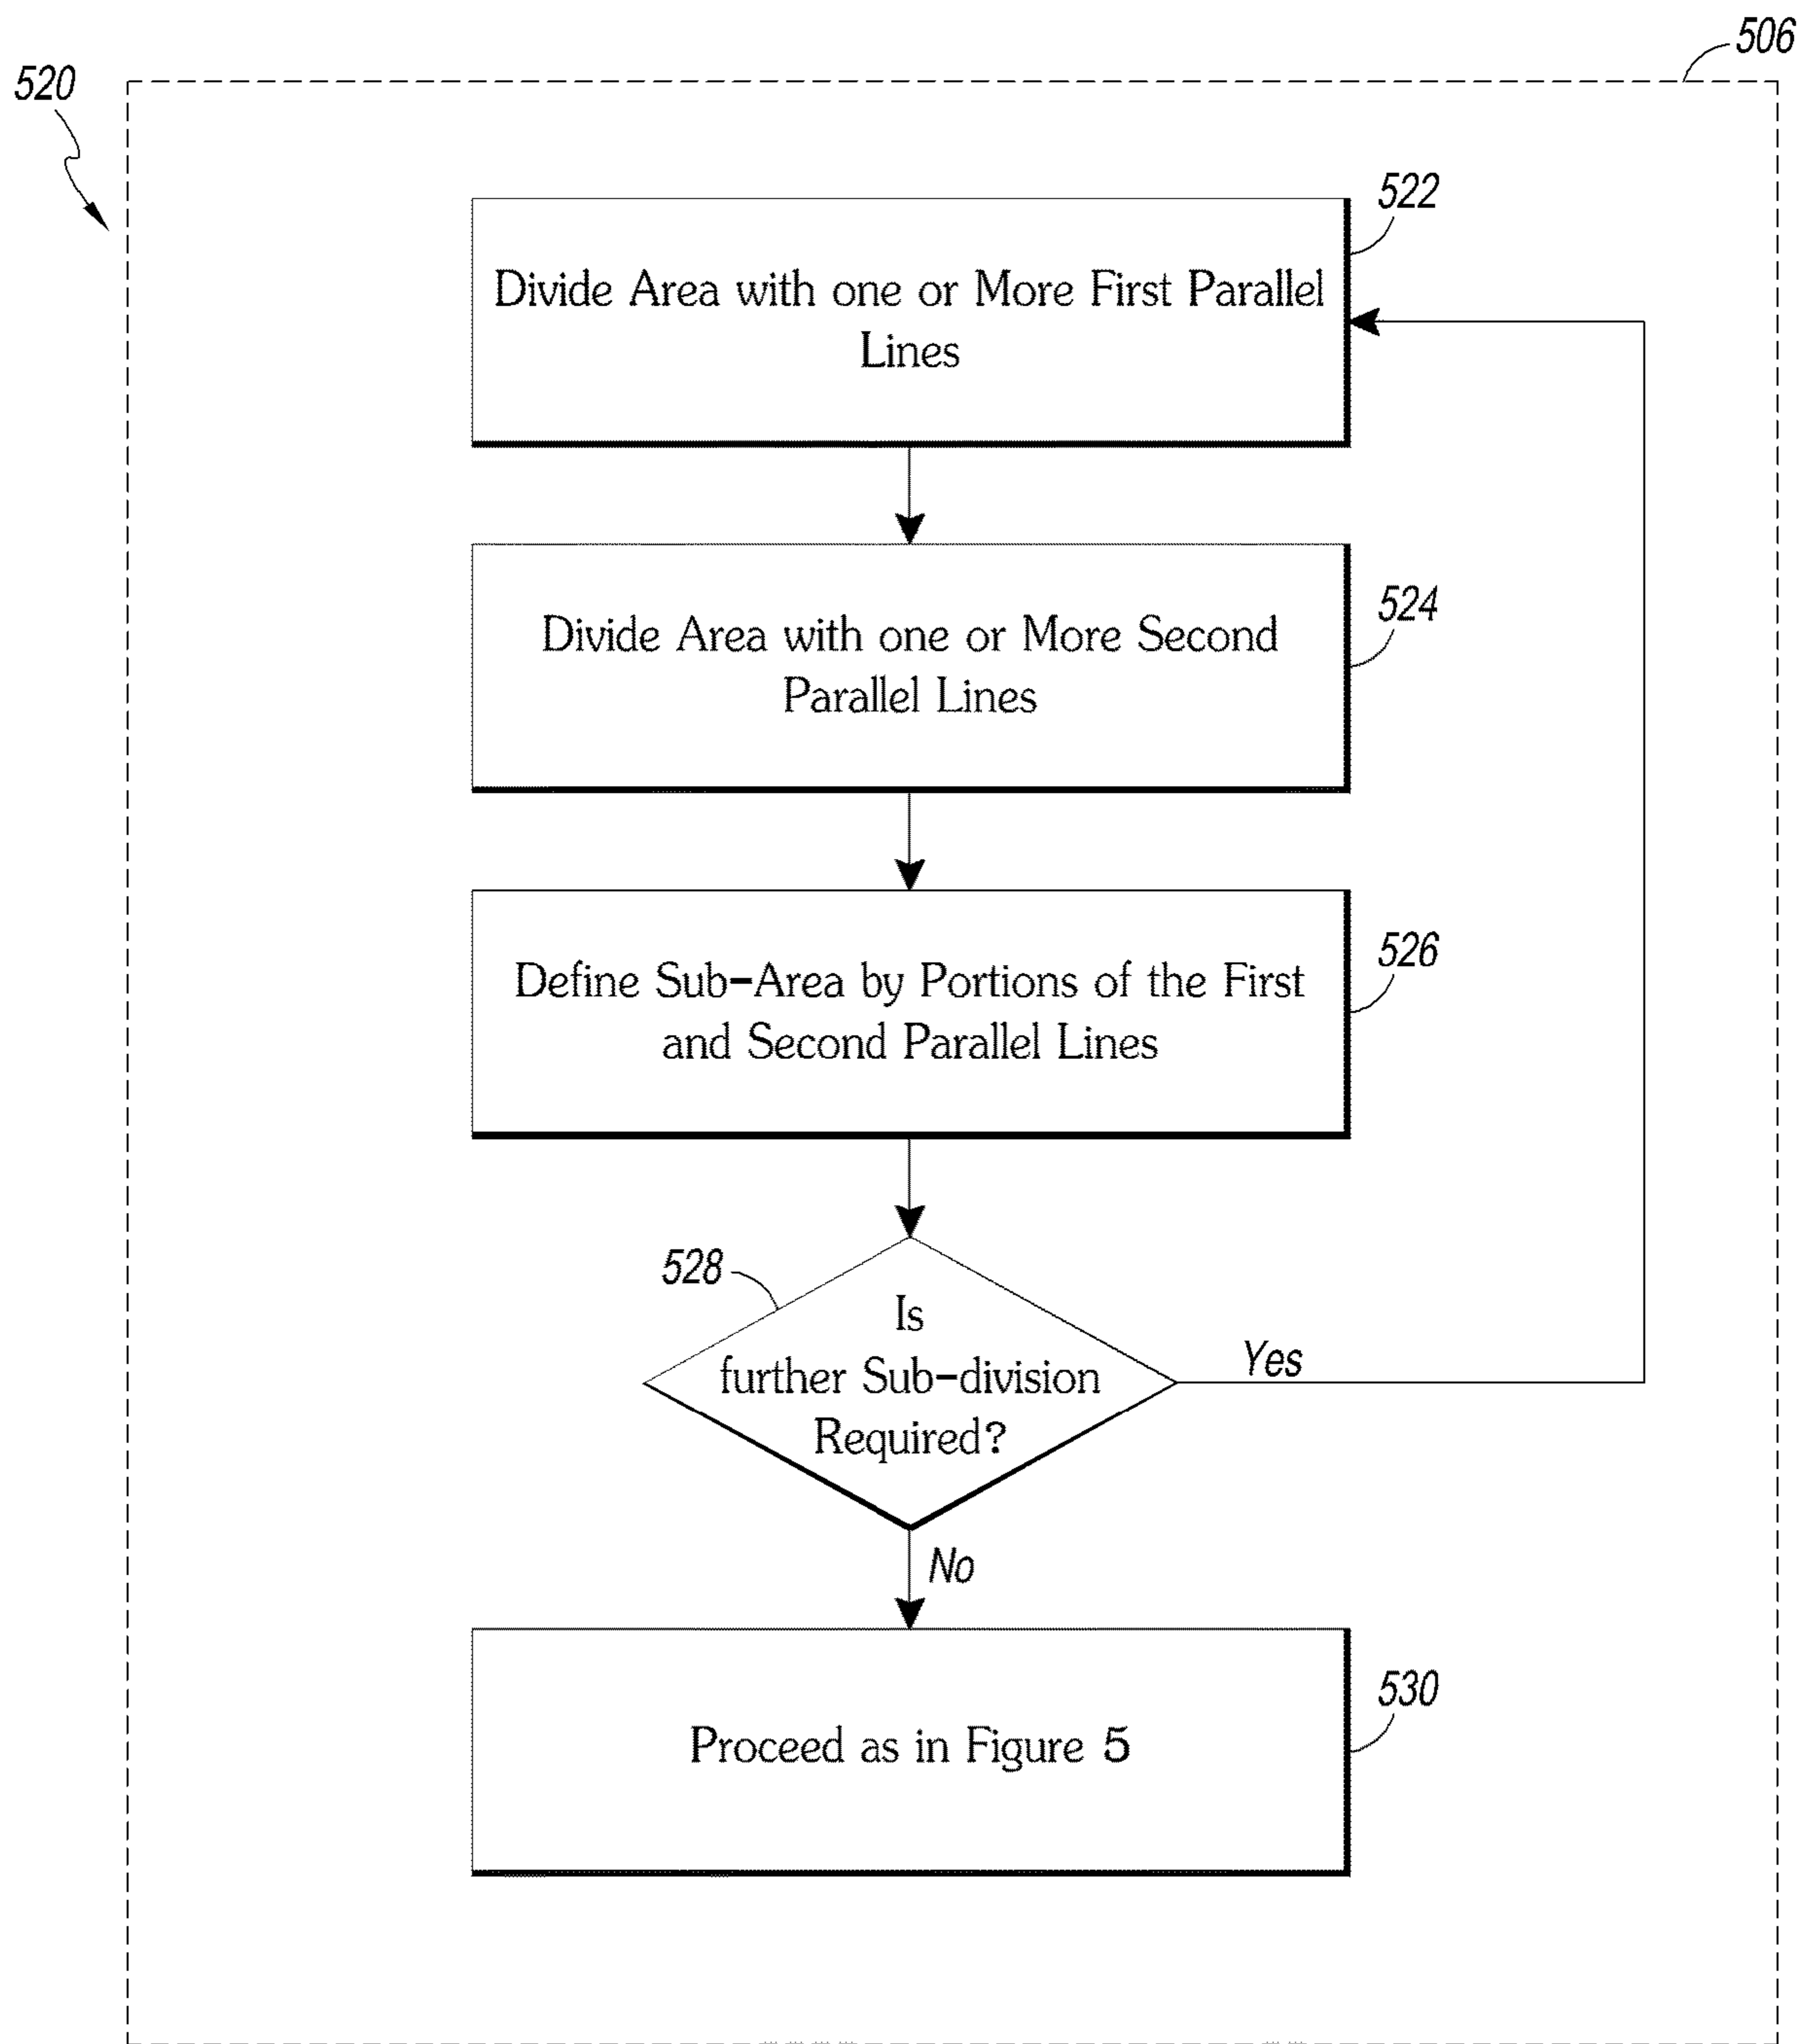 506
520
522
Divide Area with one or More First Parallel
Lines
524
Divide Area with one or More Second
Parallel Lines
526
Define Sub-Area by Portions of the First
and Second Parallel Lines
528
Is
further Sub-division
Required?
Yes
No
530
Proceed as in Figure 5